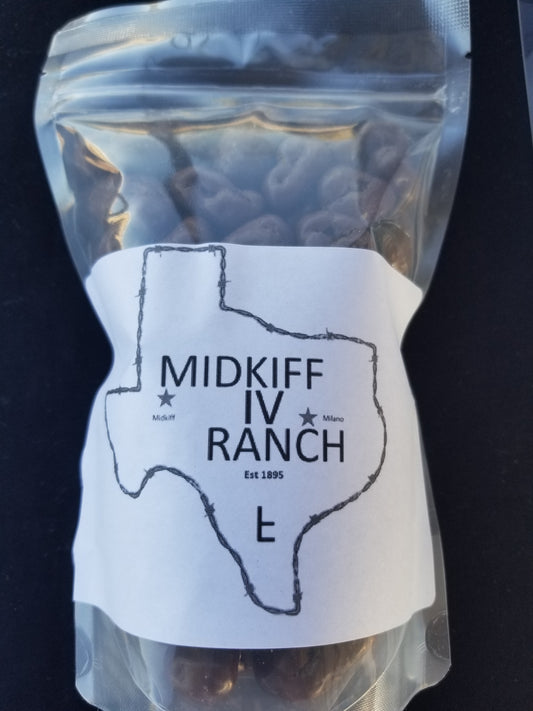 MIDKIFF
IV
Midkiff
Milano
RANCH
Est 1895